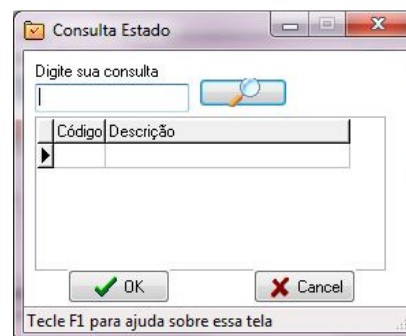 Consulta Estado
Digite sua consulta
Código Descrição
OK Cancel
Tecle F1 para ajuda sobre essa tela